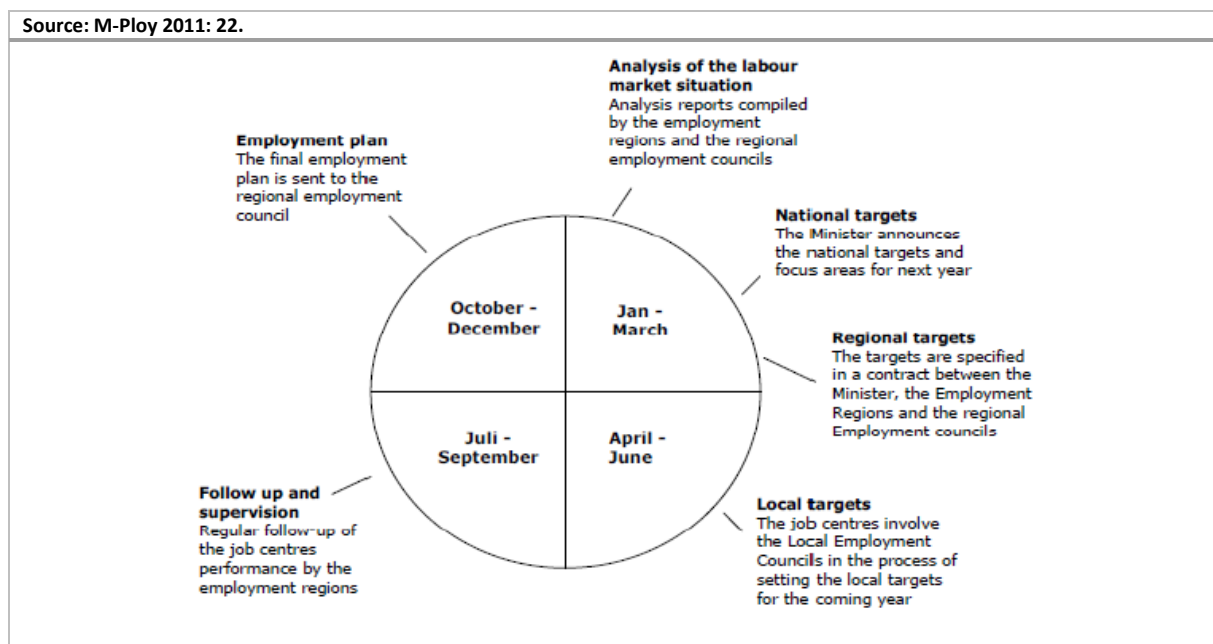 Source: M-Ploy 2011: 22.
Analysis of the labour
market situation
Analysis reports compiled
by the employment
regions and the regional
employment councils
Employment plan
The final employment
plan is sent to the
regional employment
council
National targets
The Minister announces
the national targets and
focus areas for next year
October -
December
Jan -
March
Regional targets
The targets are specified
in a contract between the
Minister, the Employment
Regions and the regional
Employment councils
Juli -
September
April -
June
Follow up and
supervision
Regular follow-up of
the job centres
performance by the
employment regions
Local targets
The job centres involve
the Local Employment
Councils in the process of
setting the local targets
for the coming year